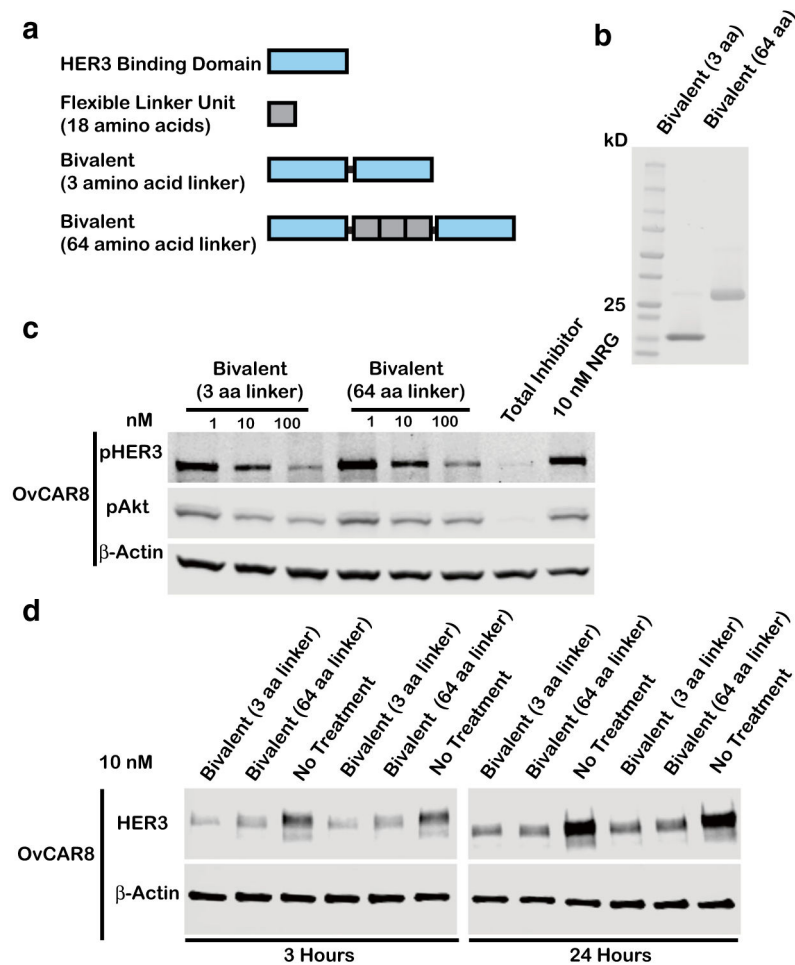 a
HER3 Binding Domain
Flexible Linker Unit
(18 amino acids)
Bivalent
(3 amino acid linker)
Bivalent
(64 amino acid linker)
b
Bivalent (3 aa)
Bivalent (64 aa)
kD
25
c
Bivalent
(3 aa linker)
Bivalent
(64 aa linker)
Total Inhibitor
10 nM NRG
nM
1 10 100
1 10 100
pHER3
OvCAR8
pAkt
β-Actin
d
Bivalent (3 aa linker)
Bivalent (64 aa linker)
No Treatment
Bivalent (3 aa linker)
Bivalent (64 aa linker)
No Treatment
Bivalent (3 aa linker)
Bivalent (64 aa linker)
No Treatment
Bivalent (3 aa linker)
Bivalent (64 aa linker)
No Treatment
10 nM
HER3
OvCAR8
β-Actin
3 Hours
24 Hours